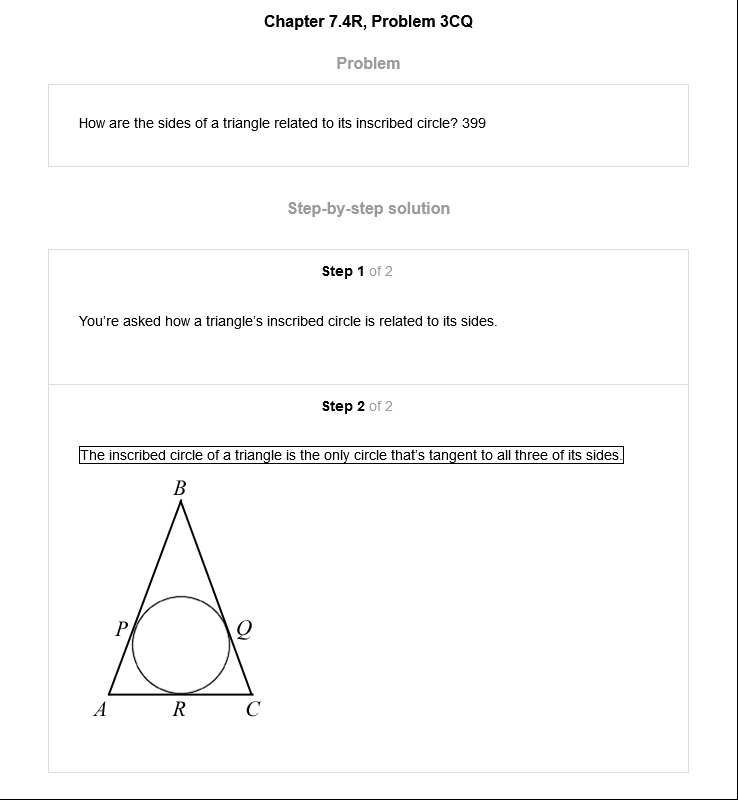 Chapter 7.4R, Problem 3CQ
Problem
How are the sides of a triangle related to its inscribed circle? 399
Step-by-step solution
Step 1 of 2
You’re asked how a triangle’s inscribed circle is related to its sides.
Step 2 of 2
The inscribed circle of a triangle is the only circle that’s tangent to all three of its sides.
B
P Q
A R C